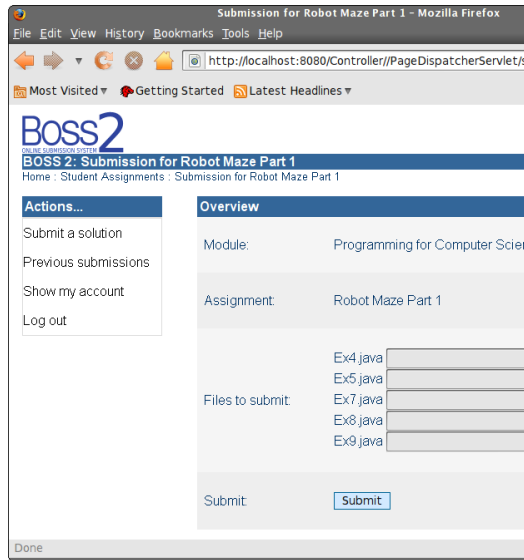 Submission for Robot Maze Part 1 - Mozilla Firefox
File Edit View History Bookmarks Tools Help
http://localhost:8080/Controller//PageDispatcherServlet/s
Most Visited Getting Started Latest Headlines
Boss2
ONLINE SUBMISSION SYSTEM
BOSS 2: Submission for Robot Maze Part 1
Home : Student Assignments : Submission for Robot Maze Part 1
Actions...
Submit a solution
Previous submissions
Show my account
Log out
Overview
Module: Programming for Computer Scien
Assignment: Robot Maze Part 1
Files to submit:
Ex4.java
Ex5.java
Ex7.java
Ex8.java
Ex9.java
Submit: Submit
Done